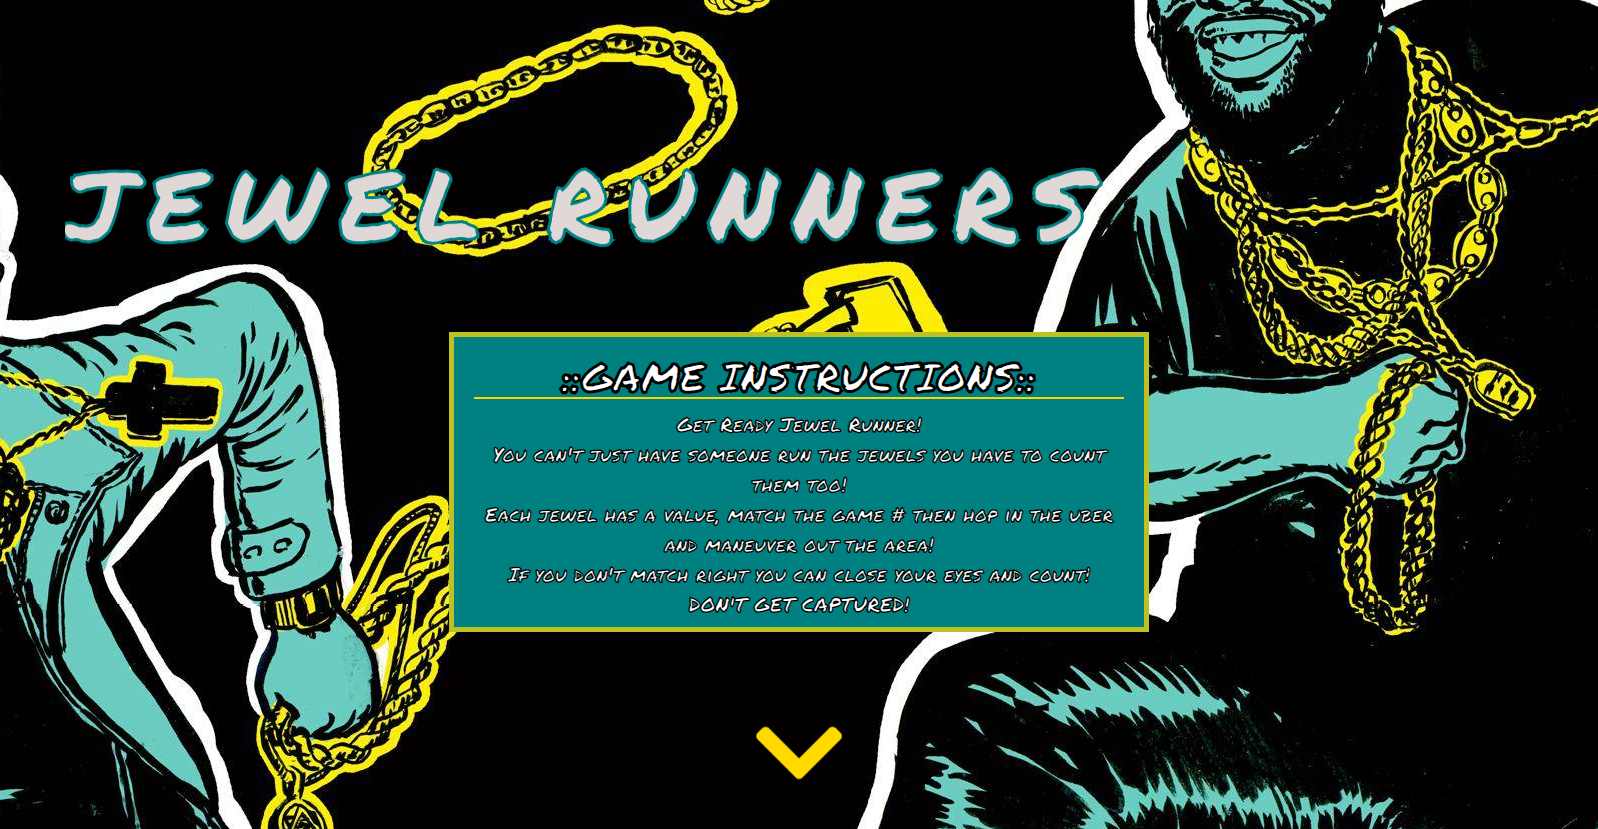 JEWEL RUNNERS
::GAME INSTRUCTIONS::
Get Ready Jewel Runner!
You can't just have someone run the jewels you have to count
them too!
Each jewel has a value, match the game # then hop in the uber
and maneuver out the area!
If you don't match right you can close your eyes and count!
DON'T GET CAPTURED!